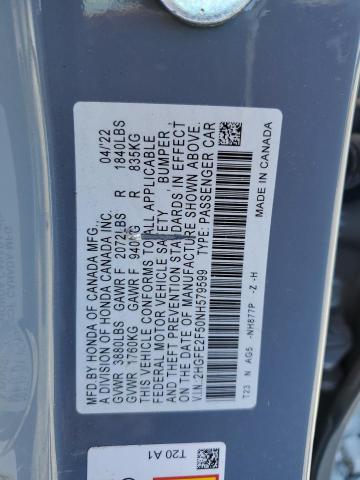 MFD. BY HONDA OF CANADA MFG.,
A DIVISION OF HONDA CANADA INC. 04/'22
GVWR 3880LBS GAWR F 2072LBS R 1840LBS
GVWR 1760KG GAWR F 940KG R 835KG
THIS VEHICLE CONFORMS TO ALL APPLICABLE
FEDERAL MOTOR VEHICLE SAFETY , BUMPER ,
AND THEFT PREVENTION STANDARDS IN EFFECT
ON THE DATE OF MANUFACTURE SHOWN ABOVE.
V.I.N:2HGFE2F50NH579599 TYPE: PASSENGER CAR
T23 N AG5 -NH877P -Z -H
MADE IN CANADA
T20 A1